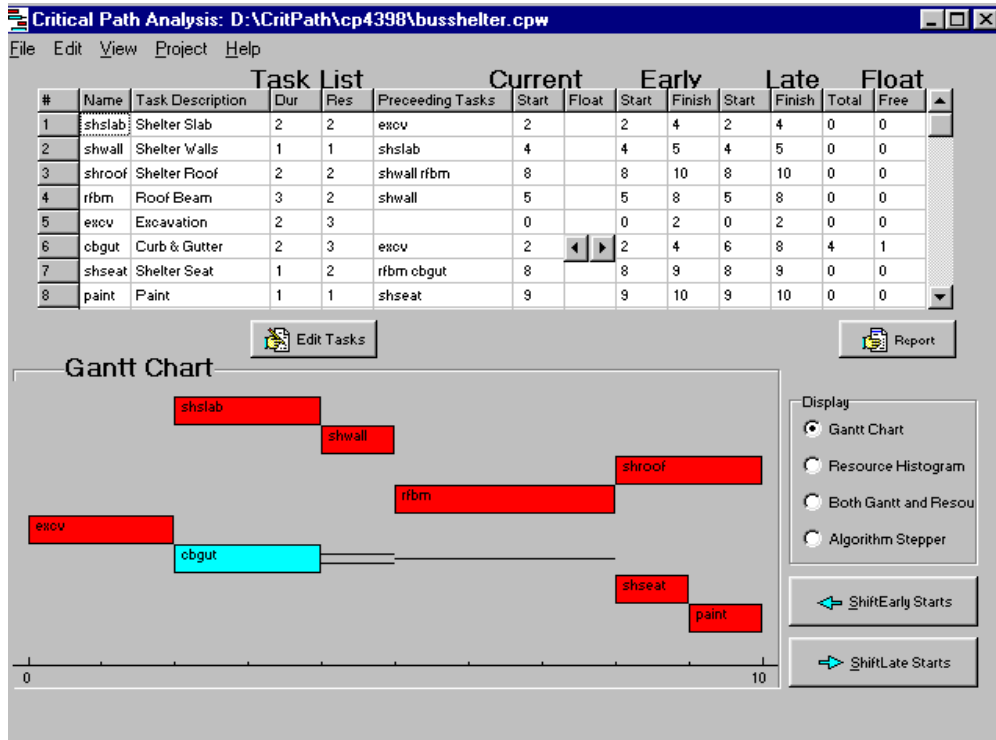 Critical Path Analysis: D:\CritPath\cp4398\busshelter.cpw
File Edit View Project Help
Task List Current Early Late Float
# Name Task Description Dur Res Preceeding Tasks Start Float Start Finish Start Finish Total Free
1 shslab Shelter Slab 2 2 excv 2 2 4 2 4 0 0
2 shwall Shelter Walls 1 1 shslab 4 4 5 4 5 0 0
3 shroof Shelter Roof 2 2 shwall rfbm 8 8 10 8 10 0 0
4 rfbm Roof Beam 3 2 shwall 5 5 8 5 8 0 0
5 excv Excavation 2 3 0 0 2 0 2 0 0
6 cbgut Curb & Gutter 2 3 excv 2 2 4 6 8 4 1
7 shseat Shelter Seat 1 2 rfbm cbgut 8 8 9 8 9 0 0
8 paint Paint 1 1 shseat 9 9 10 9 10 0 0
Edit Tasks
Report
Gantt Chart
shslab
shwall
shroof
rfbm
excv
cbgut
shseat
paint
0 10
Display
Gantt Chart
Resource Histogram
Both Gantt and Resou
Algorithm Stepper
ShiftEarly Starts
ShiftLate Starts